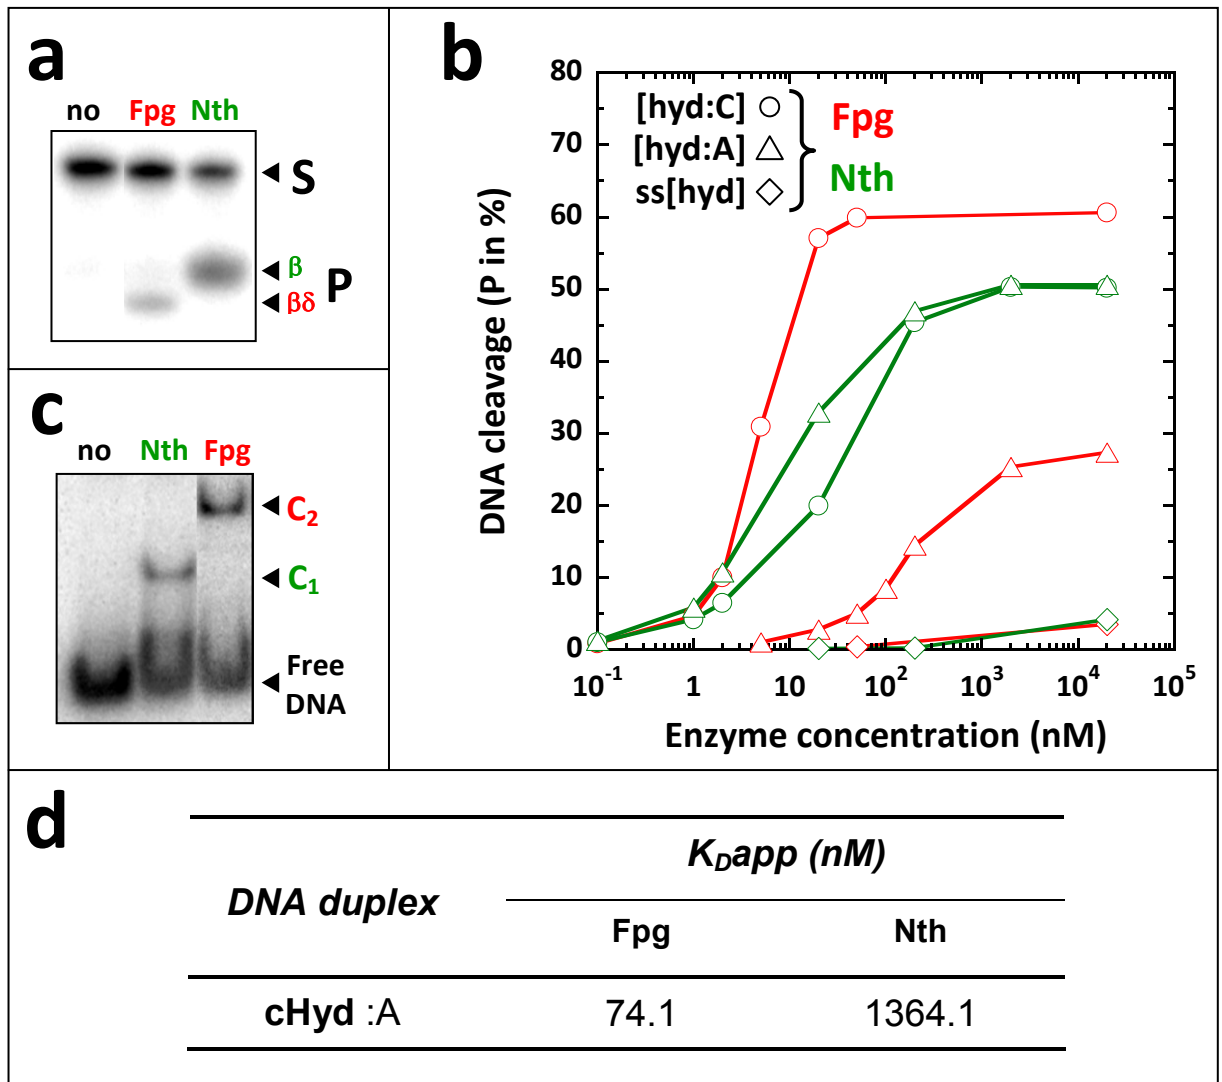 a
no Fpg Nth
S
β
P
βδ
b
80
70
60
50
40
30
20
10
0
DNA cleavage (P in %)
[hyd:C]
[hyd:A]
ss[hyd]
Fpg
Nth
10⁻¹ 1 10 10² 10³ 10⁴ 10⁵
Enzyme concentration (nM)
c
no Nth Fpg
C₂
C₁
Free
DNA
d
DNA duplex
K_Dapp (nM)
Fpg Nth
cHyd :A 74.1 1364.1